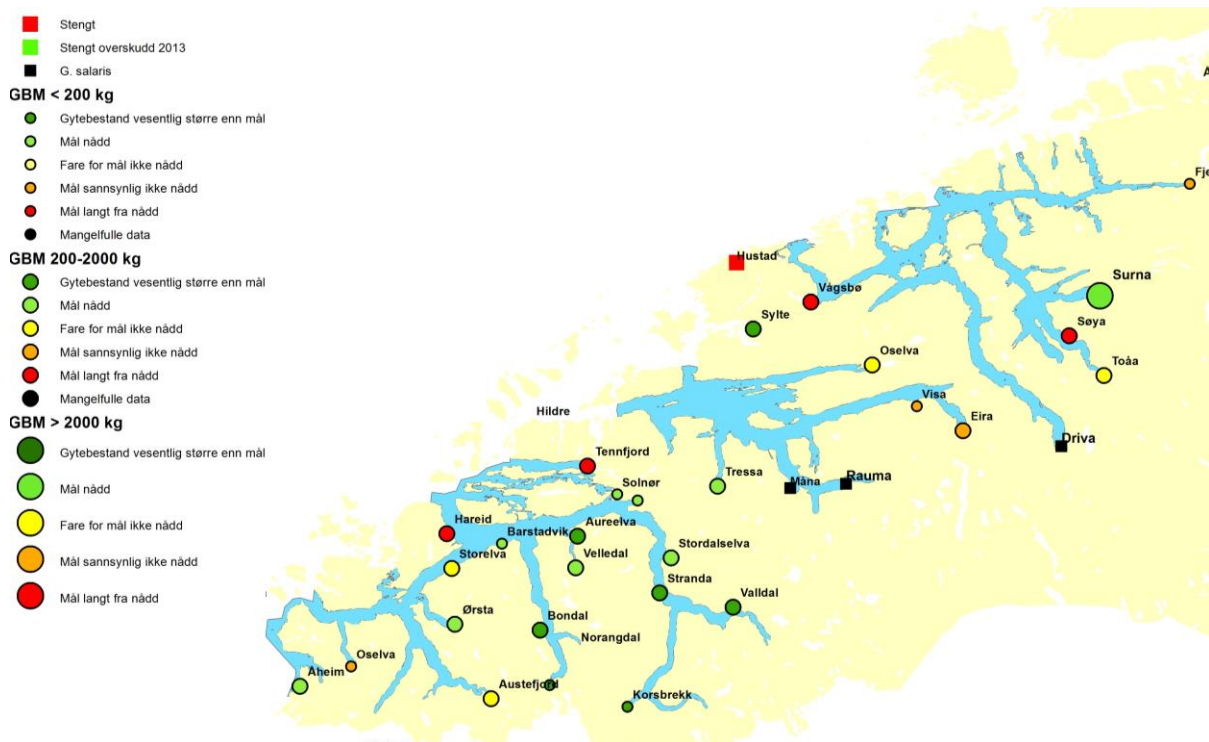 Stengt
Stengt overskudd 2013
G. salaris
GBM < 200 kg
Gytebestand vesentlig større enn mål
Mål nådd
Fare for mål ikke nådd
Mål sannsynlig ikke nådd
Mål langt fra nådd
Mangelfulle data
GBM 200-2000 kg
Gytebestand vesentlig større enn mål
Mål nådd
Fare for mål ikke nådd
Mål sannsynlig ikke nådd
Mål langt fra nådd
Mangelfulle data
GBM > 2000 kg
Gytebestand vesentlig større enn mål
Mål nådd
Fare for mål ikke nådd
Mål sannsynlig ikke nådd
Mål langt fra nådd
A
Fje
Hustad
Vågsbø
Surna
Sylte
Søya
Oselva
Toåa
Visa
Hildre
Eira
Driva
Tennfjord
Tressa
Måna
Rauma
Solnør
Hareid
Barstadvik
Aureelva
Storelva
Velledal
Stordalselva
Stranda
Valldal
Ørsta
Bondal
Norangdal
Oselva
Åheim
Austefjord
Korsbrekk